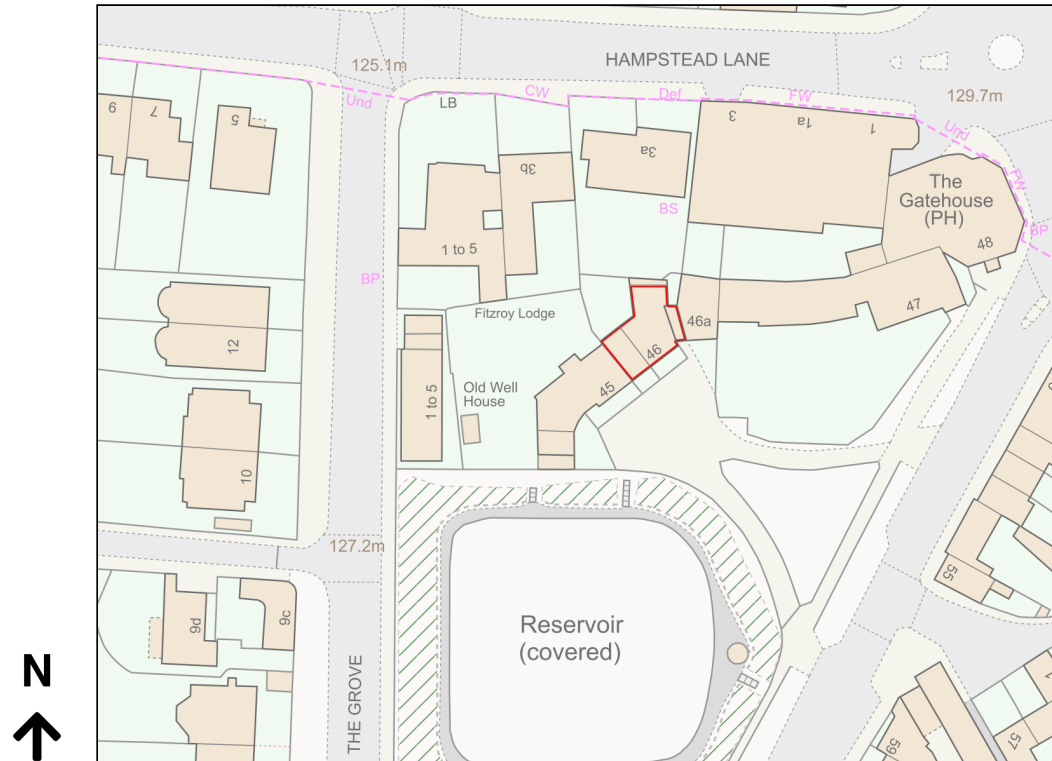 HAMPSTEAD LANE
125.1m
129.7m
Und
LB
CW
Def
FW
Und
FW
BP
9
7
5
3
1a
1
3a
3b
BS
The
Gatehouse
(PH)
48
47
1 to 5
BP
Fitzroy Lodge
46a
46
45
12
1 to 5
Old Well
House
10
127.2m
9d
9c
55
Reservoir
(covered)
THE GROVE
59
57
N